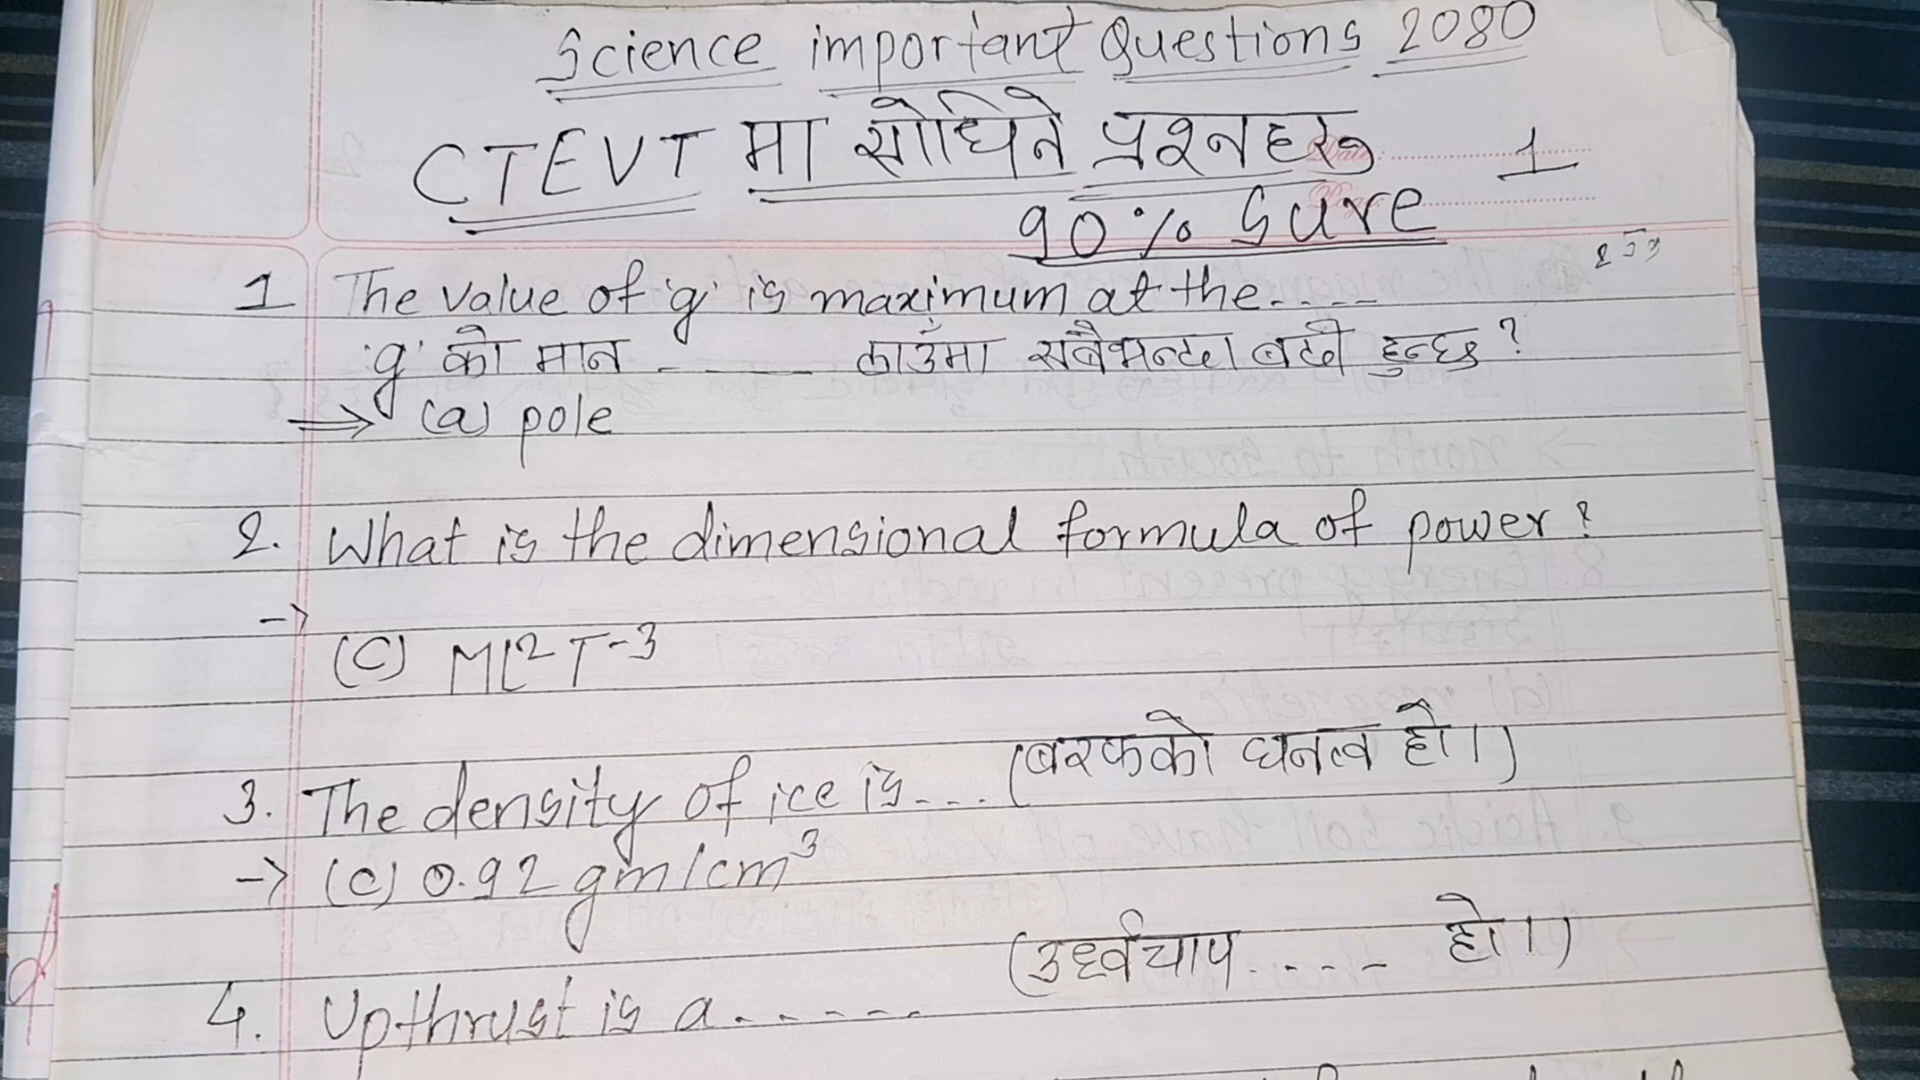 Science important Questions 2080
CTEVT मा सोधिने प्रश्नहरू 1
90% Sure
1 The value of 'g' is maximum at the....
'g' को मान ..... ठाउँमा सबैभन्दा बढी हुन्छ ?
⇒ (a) pole
2. What is the dimensional formula of power?
→
(C) ML²T-3
3. The density of ice is... (बरफको घनत्व हो।)
→ (c) 0.92 gm/cm³
4. Upthrust is a...... (उर्ध्वचाप..... हो।)